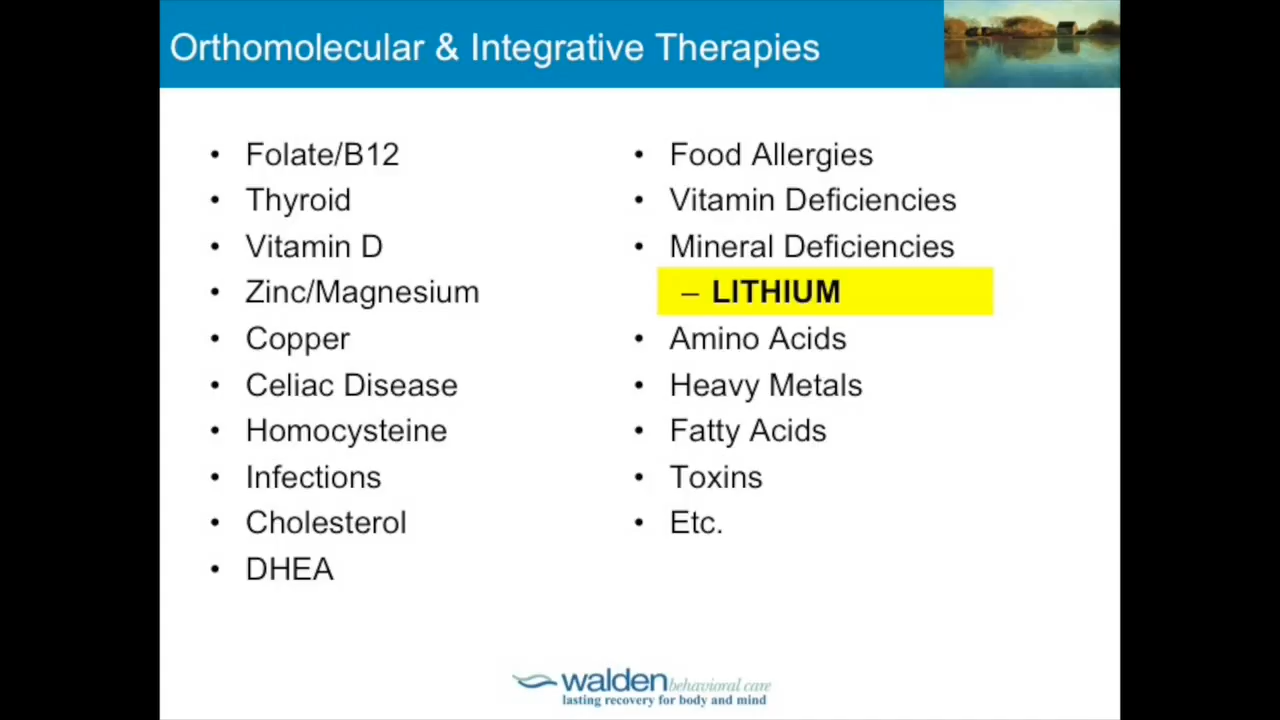 Orthomolecular & Integrative Therapies
• Folate/B12
• Thyroid
• Vitamin D
• Zinc/Magnesium
• Copper
• Celiac Disease
• Homocysteine
• Infections
• Cholesterol
• DHEA
• Food Allergies
• Vitamin Deficiencies
• Mineral Deficiencies
– LITHIUM
• Amino Acids
• Heavy Metals
• Fatty Acids
• Toxins
• Etc.
walden behavioral care
lasting recovery for body and mind